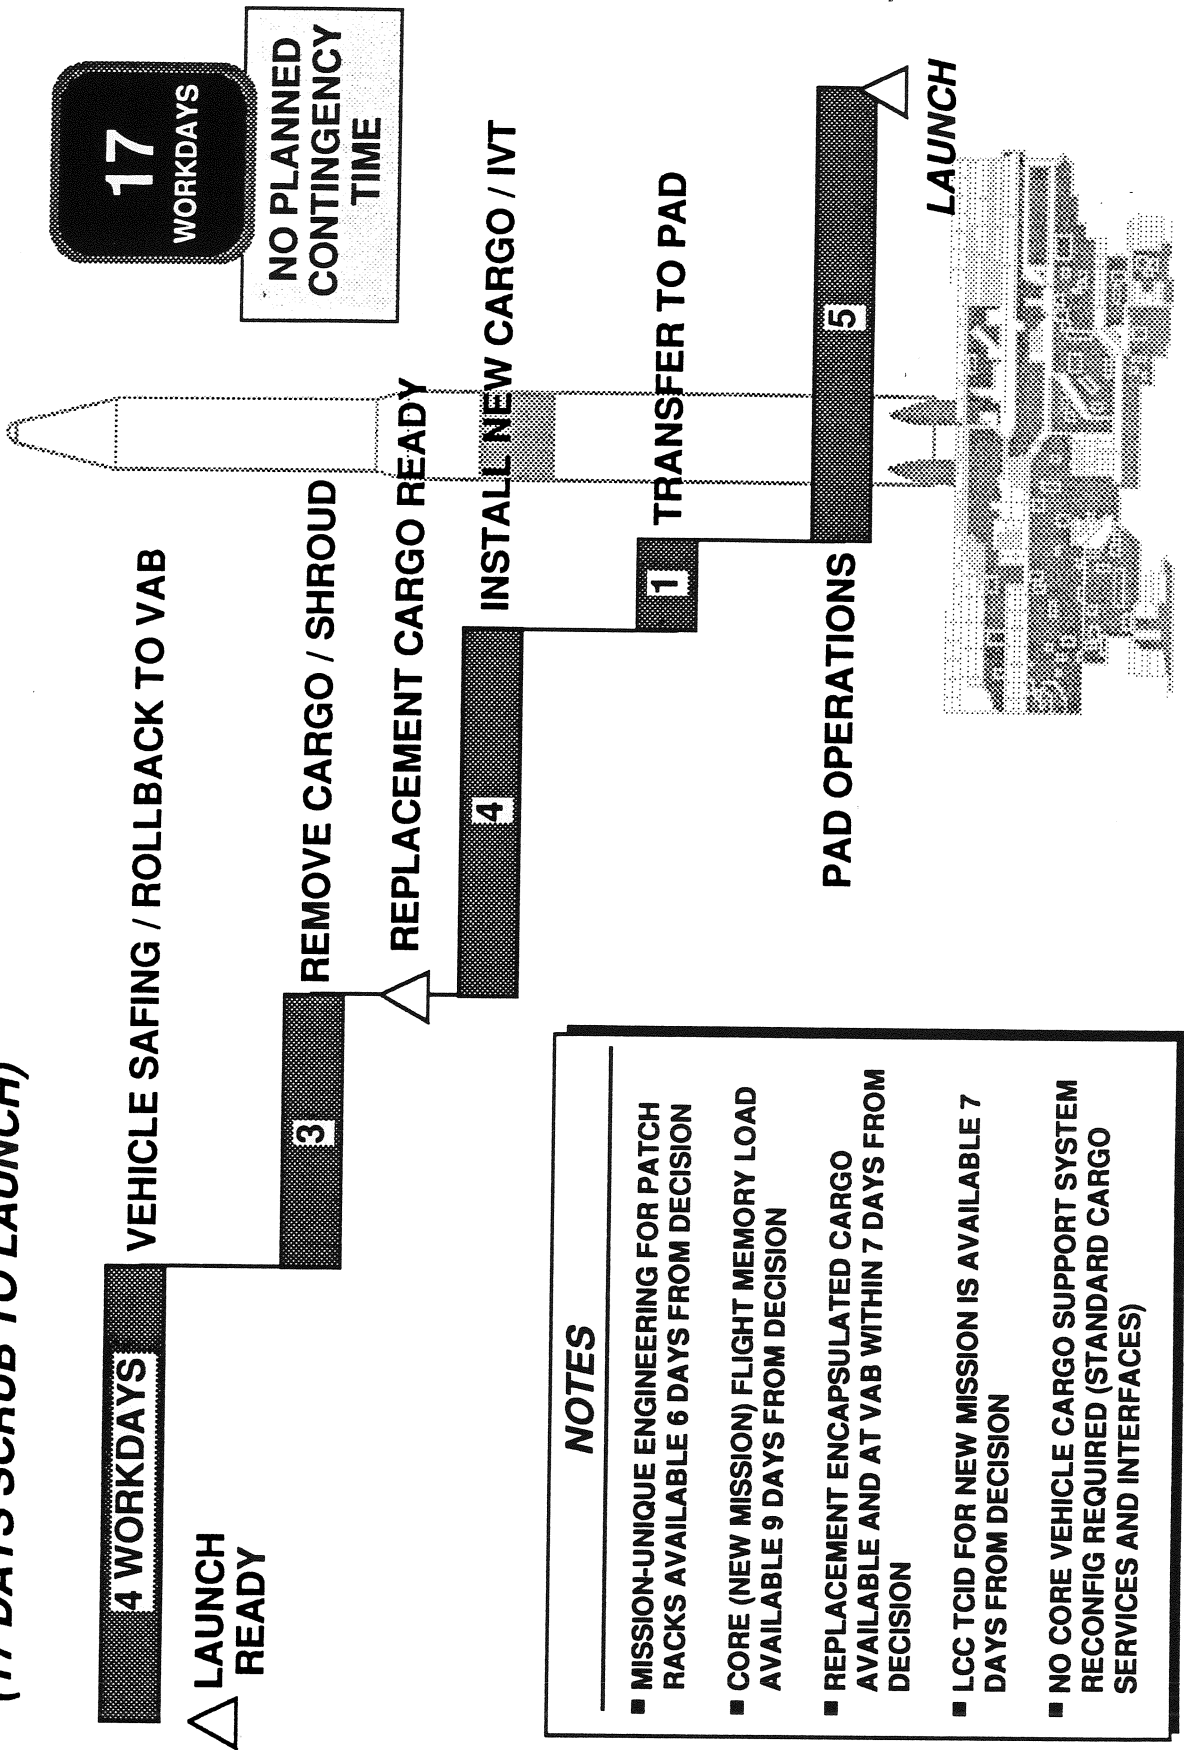 (17 DAYS SCRUB TO LAUNCH)
17
WORKDAYS
NO PLANNED
CONTINGENCY
TIME
4 WORKDAYS
VEHICLE SAFING / ROLLBACK TO VAB
LAUNCH
READY
3
REMOVE CARGO / SHROUD
REPLACEMENT CARGO READY
4
INSTALL NEW CARGO / IVT
1
TRANSFER TO PAD
PAD OPERATIONS
5
LAUNCH
NOTES
■ MISSION-UNIQUE ENGINEERING FOR PATCH
RACKS AVAILABLE 6 DAYS FROM DECISION
■ CORE (NEW MISSION) FLIGHT MEMORY LOAD
AVAILABLE 9 DAYS FROM DECISION
■ REPLACEMENT ENCAPSULATED CARGO
AVAILABLE AND AT VAB WITHIN 7 DAYS FROM
DECISION
■ LCC TCID FOR NEW MISSION IS AVAILABLE 7
DAYS FROM DECISION
■ NO CORE VEHICLE CARGO SUPPORT SYSTEM
RECONFIG REQUIRED (STANDARD CARGO
SERVICES AND INTERFACES)